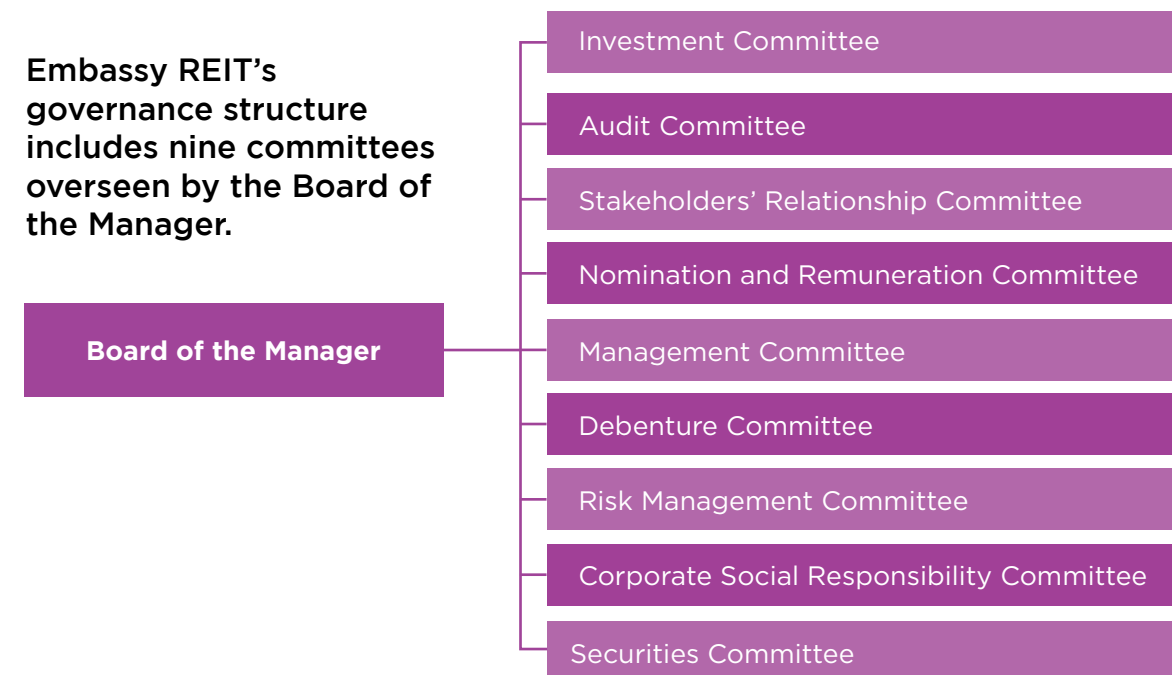 Embassy REIT’s
governance structure
includes nine committees
overseen by the Board of
the Manager.
Board of the Manager
Investment Committee
Audit Committee
Stakeholders’ Relationship Committee
Nomination and Remuneration Committee
Management Committee
Debenture Committee
Risk Management Committee
Corporate Social Responsibility Committee
Securities Committee